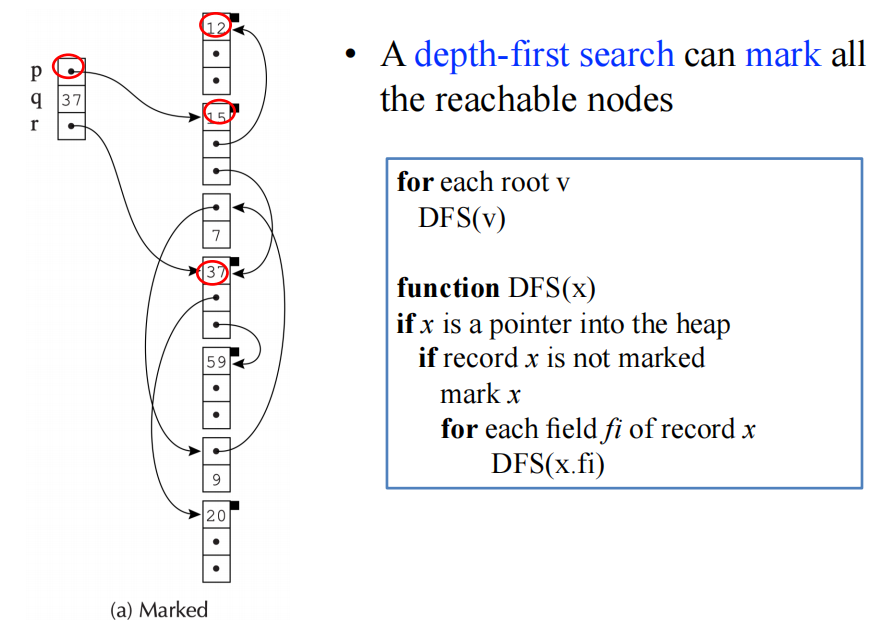 p
q 37
r
12
15
7
37
59
9
20
(a) Marked
• A depth-first search can mark all
the reachable nodes
for each root v
DFS(v)
function DFS(x)
if x is a pointer into the heap
if record x is not marked
mark x
for each field fi of record x
DFS(x.fi)